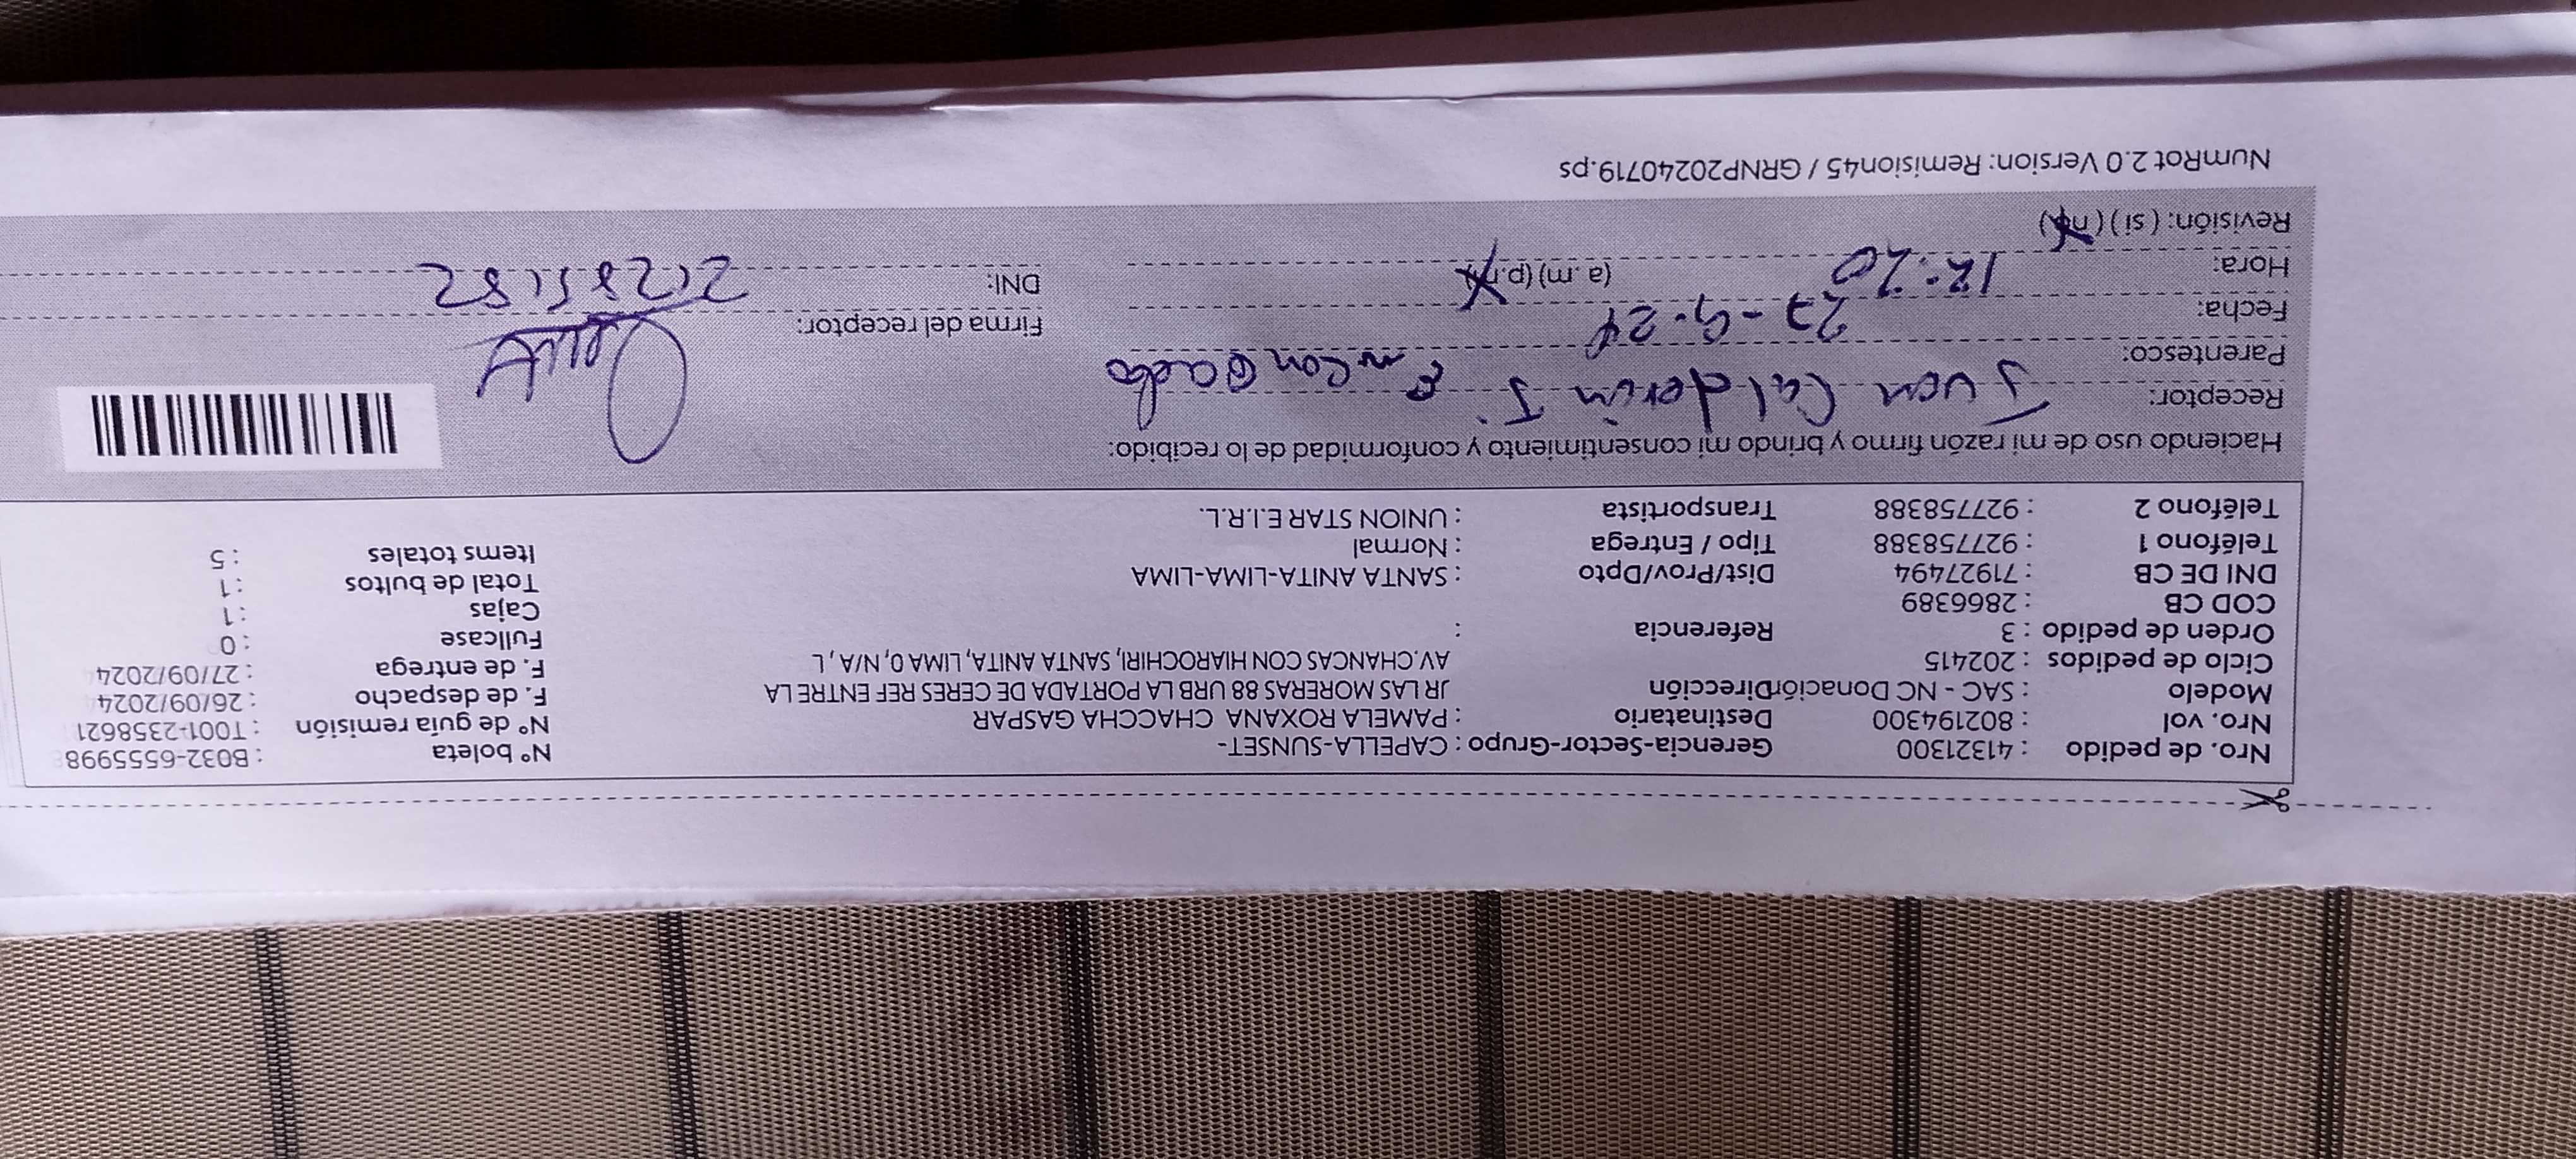 Nro. de pedido : 41321300 Gerencia-Sector-Grupo : CAPELLA-SUNSET- N° boleta : B032-6555998
Nro. vol : 802194300 Destinatario : PAMELA ROXANA CHACCHA GASPAR N° de guía remisión : T001-2358621
Modelo : SAC - NC Donación Dirección JR LAS MORERAS 88 URB LA PORTADA DE CERES REF ENTRE LA F. de despacho : 26/09/2024
Ciclo de pedidos : 202415 AV.CHANCAS CON HIAROCHIRI, SANTA ANITA, LIMA 0, N/A , L F. de entrega : 27/09/2024
Orden de pedido : 3 Referencia : Fullcase : 0
COD CB : 2866389 Cajas : 1
DNI DE CB : 71927494 Dist/Prov/Dpto : SANTA ANITA-LIMA-LIMA Total de bultos : 1
Teléfono 1 : 927758388 Tipo / Entrega : Normal Items totales : 5
Teléfono 2 : 927758388 Transportista : UNION STAR E.I.R.L.
Haciendo uso de mi razón firmo y brindo mi consentimiento y conformidad de lo recibido:
Receptor: Juan Calderón J
Parentesco:
Fecha: 27-9-24 Firma del receptor:
Hora: 12:20 (a .m) (p.m) DNI: 21285182
Revisión: ( si ) ( no )
NumRot 2.0 Version: Remision45 / GRNP20240719.ps